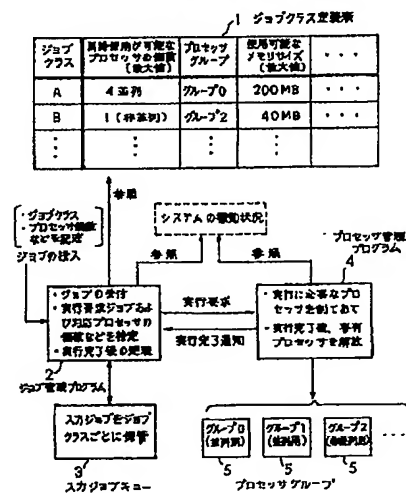 1 ジョブクラス定義表
ジョブ
クラス
同時使用が可能な
プロセッサの個数
(最大値)
プロセッサ
グループ
使用可能な
メモリサイズ
(最大値)
・・・
A
4並列
グループ0
200MB
・・・
B
1(非並列)
グループ2
40MB
・・・
参照
・ジョブクラス
・プロセッサ個数
などを記述
ジョブの投入
システムの稼動状況
参照
参照
プロセッサ管理
プログラム
4
・ジョブの受付
・実行要求ジョブおよ
び対応プロセッサの
個数などを特定
・実行完了後の処理
実行要求
実行完了通知
・実行に必要なプロ
セッサを割てあて
・実行完了後、専有
プロセッサを解放
2
ジョブ管理プログラム
入力ジョブをジョブ
クラスごとに保管
3
入力ジョブキュー
グループ0
(並列用)
グループ1
(並列用)
グループ2
(非並列用)
・・・
5
5
5
プロセッサグループ